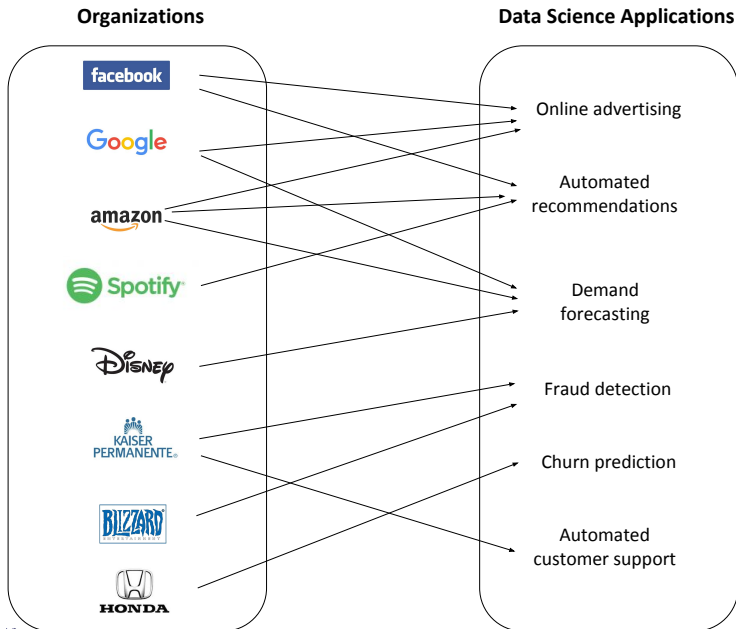 Organizations
Data Science Applications
facebook
Google
amazon
Spotify
Disney
KAISER
PERMANENTE®
BLIZZARD
ENTERTAINMENT
HONDA
Online advertising
Automated
recommendations
Demand
forecasting
Fraud detection
Churn prediction
Automated
customer support